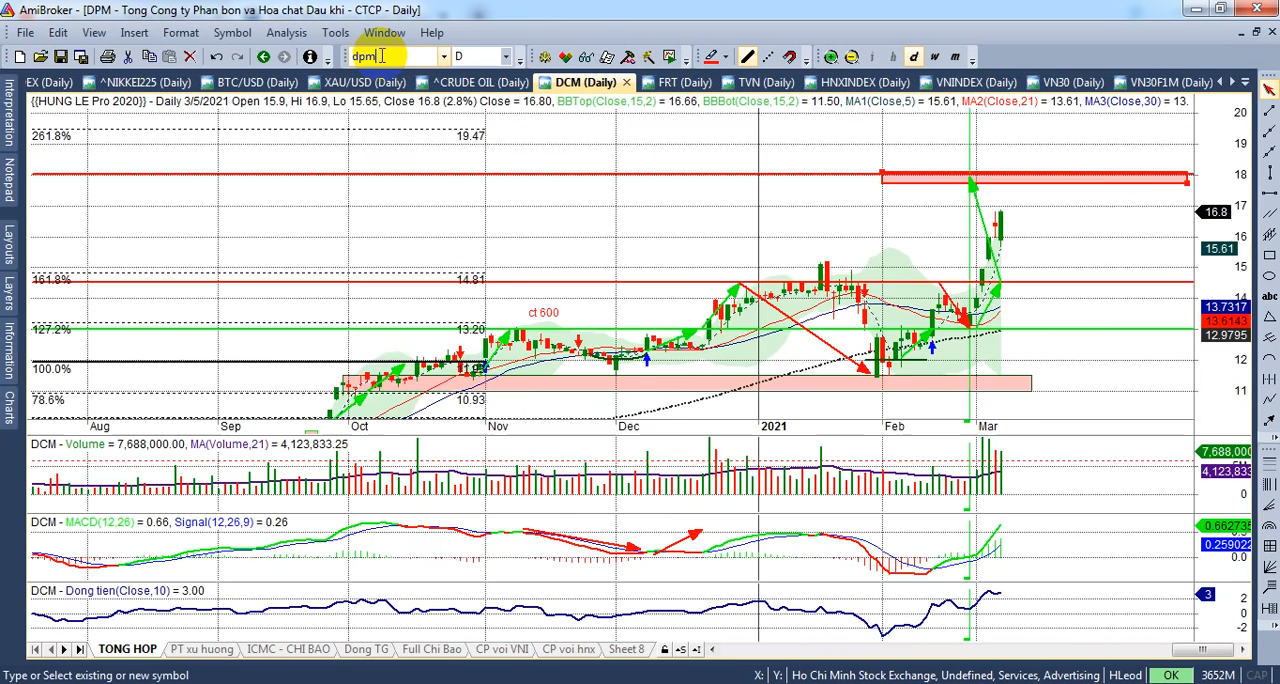 AmiBroker - [DPM - Tong Cong ty Phan bon va Hoa chat Dau khi - CTCP - Daily]
File Edit View Insert Format Symbol Analysis Tools Window Help
dpm D i h d w m
EX (Daily) ^NIKKEI225 (Daily) BTC/USD (Daily) XAU/USD (Daily) ^CRUDE OIL (Daily) DCM (Daily) FRT (Daily) TVN (Daily) HNXINDEX (Daily) VNINDEX (Daily) VN30 (Daily) VN30F1M (Daily)
{{HUNG LE Pro 2020}} - Daily 3/5/2021 Open 15.9, Hi 16.9, Lo 15.65, Close 16.8 (2.8%) Close = 16.80, BBTop(Close,15,2) = 16.66, BBBot(Close,15,2) = 11.50, MA1(Close,5) = 15.61, MA2(Close,21) = 13.61, MA3(Close,30) = 13.
Interpretation
Notepad
Layouts
Layers
Information
Charts
abc
261.8% 19.47
161.8% 14.81
127.2% 13.20
100.0%
78.6% 10.93
ct 600
20
19
18
17
16.8
16
15.61
15
14
13.7317
13.6143
12.9795
12
11
Aug Sep Oct Nov Dec 2021 Feb Mar
DCM - Volume = 7,688,000.00, MA(Volume,21) = 4,123,833.25
7,688,000
4,123,833
0
DCM - MACD(12,26) = 0.66, Signal(12,26,9) = 0.26
0.662735
0.259022
0.0
DCM - Dong tien(Close,10) = 3.00
3
2
0
-2
TONG HOP PT xu huong ICMC - CHI BAO Dong TG Full Chi Bao CP voi VNI CP voi hnx Sheet 8
Type or Select existing or new symbol X: Y: Ho Chi Minh Stock Exchange, Undefined, Services, Advertising HLeod OK 3652M CAP